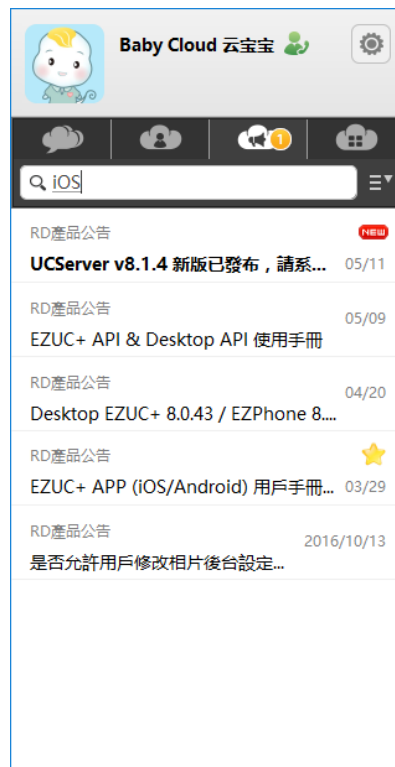 Baby Cloud 云宝宝
1
iOS
RD產品公告
NEW
UCServer v8.1.4 新版已發布，請系... 05/11
RD產品公告
05/09
EZUC+ API & Desktop API 使用手冊
RD產品公告
04/20
Desktop EZUC+ 8.0.43 / EZPhone 8....
RD產品公告
EZUC+ APP (iOS/Android) 用戶手冊... 03/29
RD產品公告
2016/10/13
是否允許用戶修改相片後台設定...